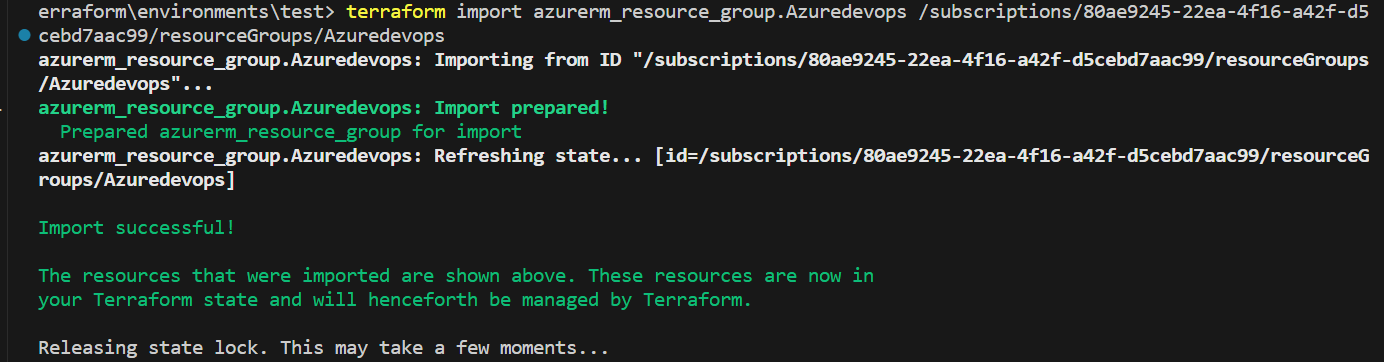 erraform\environments\test> terraform import azurerm_resource_group.Azuredevops /subscriptions/80ae9245-22ea-4f16-a42f-d5
cebd7aac99/resourceGroups/Azuredevops
azurerm_resource_group.Azuredevops: Importing from ID "/subscriptions/80ae9245-22ea-4f16-a42f-d5cebd7aac99/resourceGroups
/Azuredevops"...
azurerm_resource_group.Azuredevops: Import prepared!
  Prepared azurerm_resource_group for import
azurerm_resource_group.Azuredevops: Refreshing state... [id=/subscriptions/80ae9245-22ea-4f16-a42f-d5cebd7aac99/resourceG
roups/Azuredevops]
Import successful!
The resources that were imported are shown above. These resources are now in
your Terraform state and will henceforth be managed by Terraform.
Releasing state lock. This may take a few moments...